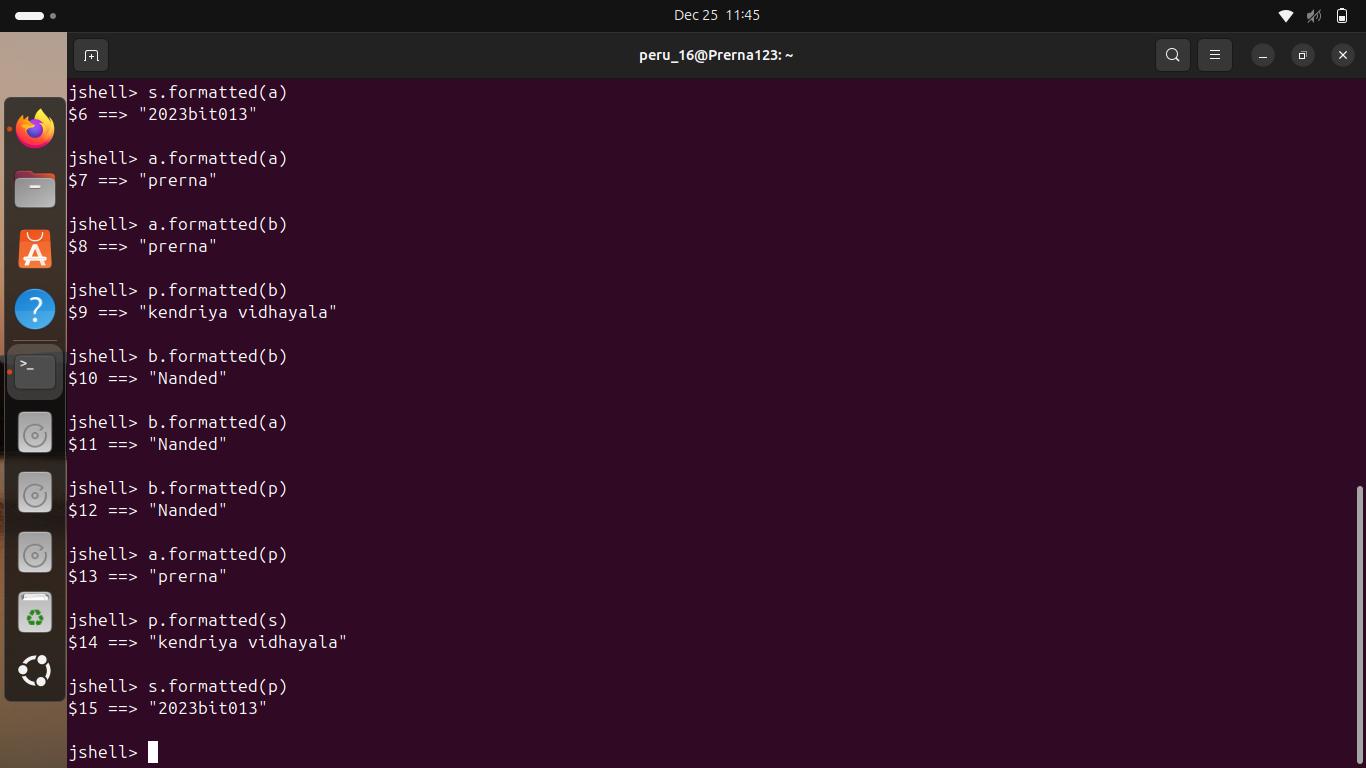 Dec 25 11:45
peru_16@Prerna123: ~
jshell> s.formatted(a)
$6 ==> "2023bit013"
jshell> a.formatted(a)
$7 ==> "prerna"
jshell> a.formatted(b)
$8 ==> "prerna"
jshell> p.formatted(b)
$9 ==> "kendriya vidhayala"
jshell> b.formatted(b)
$10 ==> "Nanded"
jshell> b.formatted(a)
$11 ==> "Nanded"
jshell> b.formatted(p)
$12 ==> "Nanded"
jshell> a.formatted(p)
$13 ==> "prerna"
jshell> p.formatted(s)
$14 ==> "kendriya vidhayala"
jshell> s.formatted(p)
$15 ==> "2023bit013"
jshell>